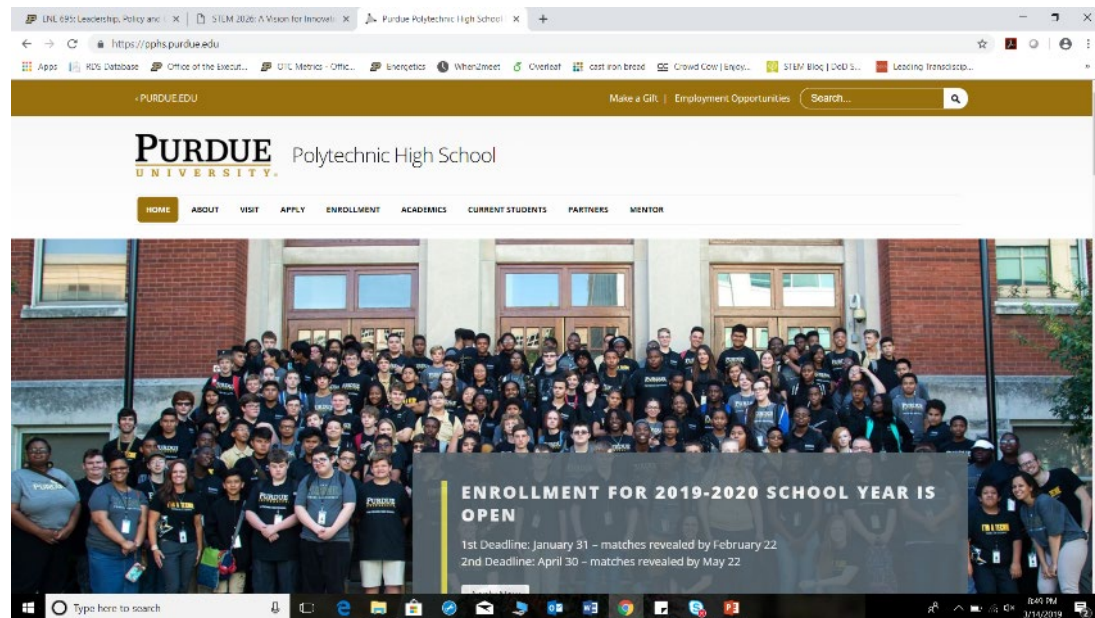 ENL 695: Leadership, Policy and
STEM 2026: A Vision for Innovati
Purdue Polytechnic High School
https://pphs.purdue.edu
Apps
RDS Database
Office of the Execut...
OTC Metrics - Offic...
Energetics
When2meet
Overleaf
cast iron bread
Crowd Cow | Enjoy...
STEM Blog | DoD S...
Leading Transdiscip...
PURDUE.EDU
Make a Gift | Employment Opportunities
Search...
PURDUE
UNIVERSITY
Polytechnic High School
HOME ABOUT VISIT APPLY ENROLLMENT ACADEMICS CURRENT STUDENTS PARTNERS MENTOR
ENROLLMENT FOR 2019-2020 SCHOOL YEAR IS
OPEN
1st Deadline: January 31 – matches revealed by February 22
2nd Deadline: April 30 – matches revealed by May 22
Apply Now
Type here to search
8:49 PM
3/14/2019